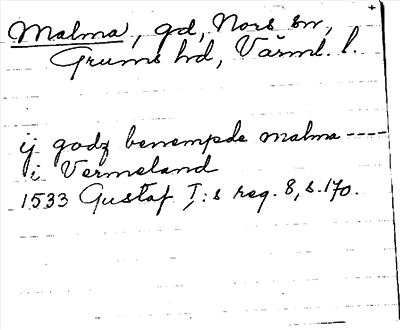 Malma, gd, Nors sn,
Grums hd, Värml. l.
ij godz benempde malma ----
i Vermeland
1533 Gustaf I:s reg. 8, s. 170.